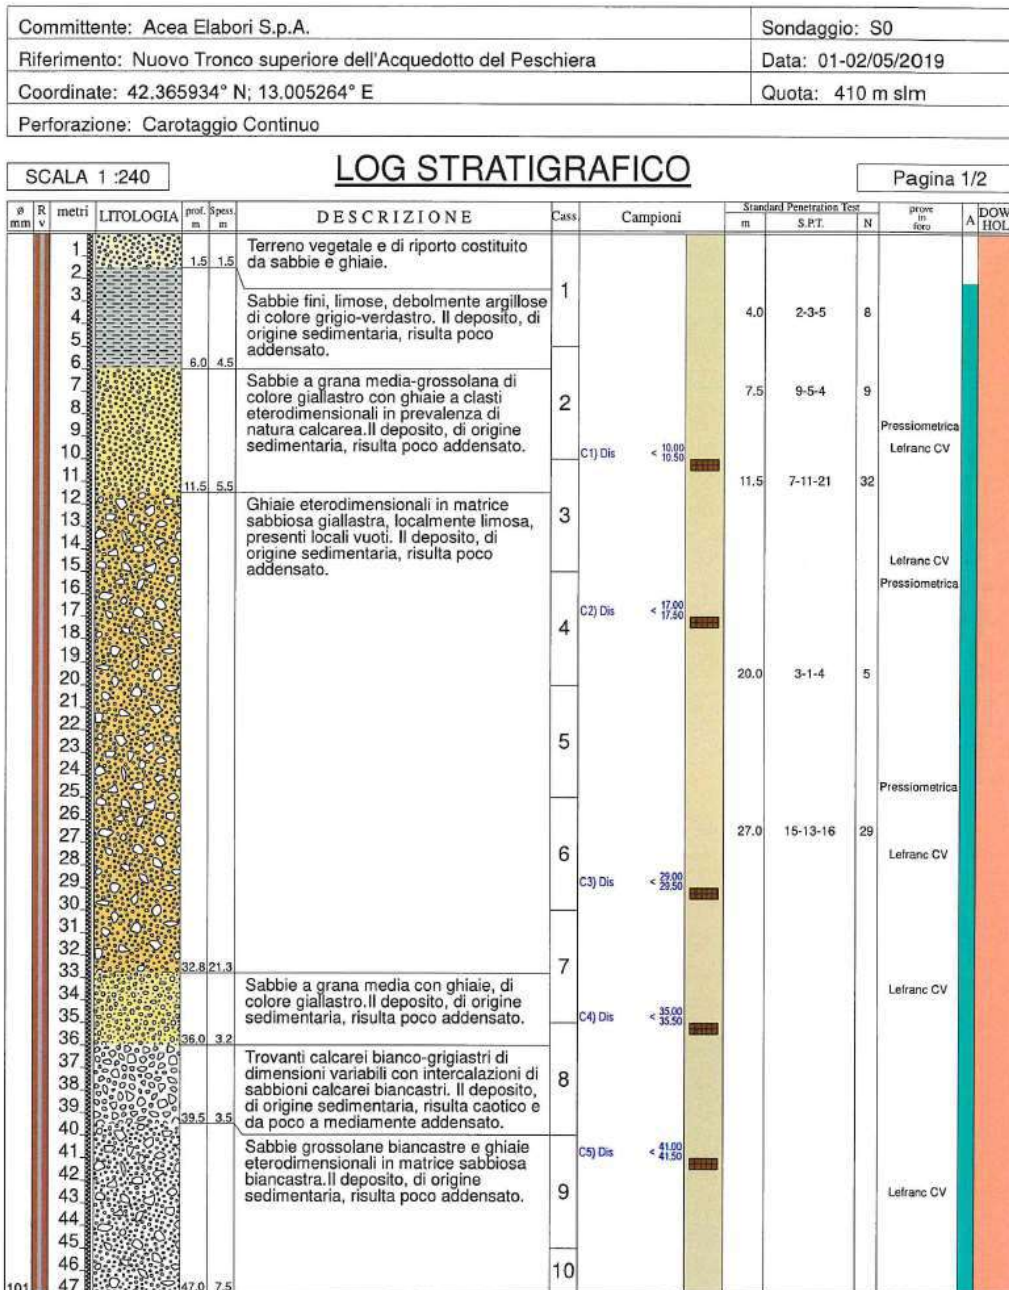 Committente: Acea Elabori S.p.A.
Sondaggio: S0
Riferimento: Nuovo Tronco superiore dell'Acquedotto del Peschiera
Data: 01-02/05/2019
Coordinate: 42.365934° N; 13.005264° E
Quota: 410 m slm
Perforazione: Carotaggio Continuo
SCALA 1 :240
LOG STRATIGRAFICO
Pagina 1/2
ø mm
R v
metri
LITOLOGIA
prof. m
Spess. m
DESCRIZIONE
Cass.
Campioni
Standard Penetration Test
m
S.P.T.
N
prove in foro
A
DOW HOL
1
2
3
4
5
6
7
8
9
10
11
12
13
14
15
16
17
18
19
20
21
22
23
24
25
26
27
28
29
30
31
32
33
34
35
36
37
38
39
40
41
42
43
44
45
46
47
101
1.5 1.5
Terreno vegetale e di riporto costituito
da sabbie e ghiaie.
6.0 4.5
Sabbie fini, limose, debolmente argillose
di colore grigio-verdastro. Il deposito, di
origine sedimentaria, risulta poco
addensato.
11.5 5.5
Sabbie a grana media-grossolana di
colore giallastro con ghiaie a clasti
eterodimensionali in prevalenza di
natura calcarea.Il deposito, di origine
sedimentaria, risulta poco addensato.
32.8 21.3
Ghiaie eterodimensionali in matrice
sabbiosa giallastra, localmente limosa,
presenti locali vuoti. Il deposito, di
origine sedimentaria, risulta poco
addensato.
36.0 3.2
Sabbie a grana media con ghiaie, di
colore giallastro.Il deposito, di origine
sedimentaria, risulta poco addensato.
39.5 3.5
Trovanti calcarei bianco-grigiastri di
dimensioni variabili con intercalazioni di
sabbioni calcarei biancastri. Il deposito,
di origine sedimentaria, risulta caotico e
da poco a mediamente addensato.
47.0 7.5
Sabbie grossolane biancastre e ghiaie
eterodimensionali in matrice sabbiosa
biancastra.Il deposito, di origine
sedimentaria, risulta poco addensato.
1
2
3
4
5
6
7
8
9
10
C1) Dis < 10.00 10.50
C2) Dis < 17.00 17.50
C3) Dis < 29.00 29.50
C4) Dis < 35.00 35.50
C5) Dis < 41.00 41.50
4.0 2-3-5 8
7.5 9-5-4 9
11.5 7-11-21 32
20.0 3-1-4 5
27.0 15-13-16 29
Pressiometrica
Lefranc CV
Lefranc CV
Pressiometrica
Pressiometrica
Lefranc CV
Lefranc CV
Lefranc CV